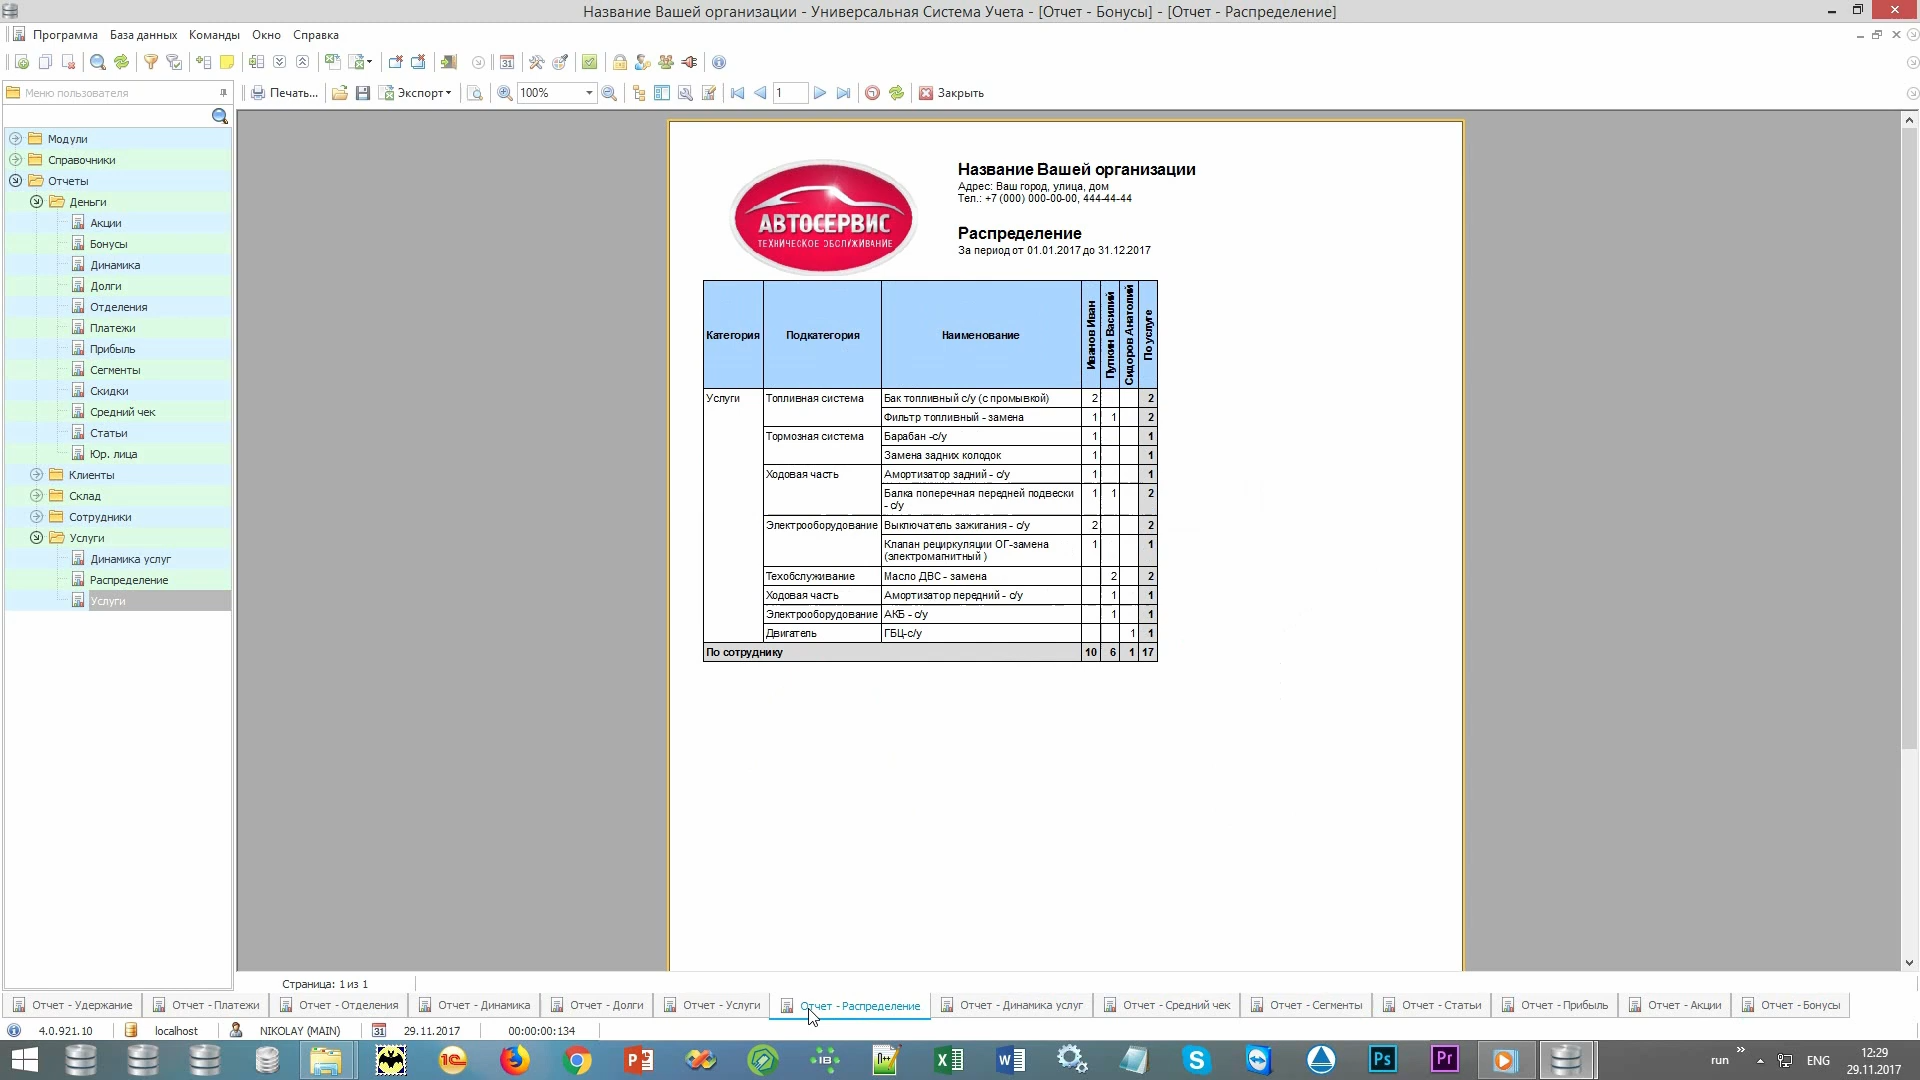 Название Вашей организации - Универсальная Система Учета - [Отчет - Бонусы] - [Отчет - Распределение]
Программа База данных Команды Окно Справка
Меню пользователя
Печать... Экспорт 100% 1 Закрыть
Модули
Справочники
Отчеты
Деньги
Акции
Бонусы
Динамика
Долги
Отделения
Платежи
Прибыль
Сегменты
Скидки
Средний чек
Статьи
Юр. лица
Клиенты
Склад
Сотрудники
Услуги
Динамика услуг
Распределение
Услуги
АВТОСЕРВИС
ТЕХНИЧЕСКОЕ ОБСЛУЖИВАНИЕ
Название Вашей организации
Адрес: Ваш город, улица, дом
Тел.: +7 (000) 000-00-00, 444-44-44
Распределение
За период от 01.01.2017 до 31.12.2017
Категория Подкатегория Наименование Иванов Иван Пупкин Василий Сидоров Анатолий По услуге
Услуги Топливная система Бак топливный с/у (с промывкой) 2 2
Фильтр топливный - замена 1 1 2
Тормозная система Барабан -с/у 1 1
Замена задних колодок 1 1
Ходовая часть Амортизатор задний - с/у 1 1
Балка поперечная передней подвески 1 1 2
- с/у
Электрооборудование Выключатель зажигания - с/у 2 2
Клапан рециркуляции ОГ-замена 1 1
(электромагнитный )
Техобслуживание Масло ДВС - замена 2 2
Ходовая часть Амортизатор передний - с/у 1 1
Электрооборудование АКБ - с/у 1 1
Двигатель ГБЦ-с/у 1 1
По сотруднику 10 6 1 17
Страница: 1 из 1
Отчет - Удержание Отчет - Платежи Отчет - Отделения Отчет - Динамика Отчет - Долги Отчет - Услуги Отчет - Распределение Отчет - Динамика услуг Отчет - Средний чек Отчет - Сегменты Отчет - Статьи Отчет - Прибыль Отчет - Акции Отчет - Бонусы
4.0.921.10 localhost NIKOLAY (MAIN) 31 29.11.2017 00:00:00:134
run ENG 12:29
29.11.2017